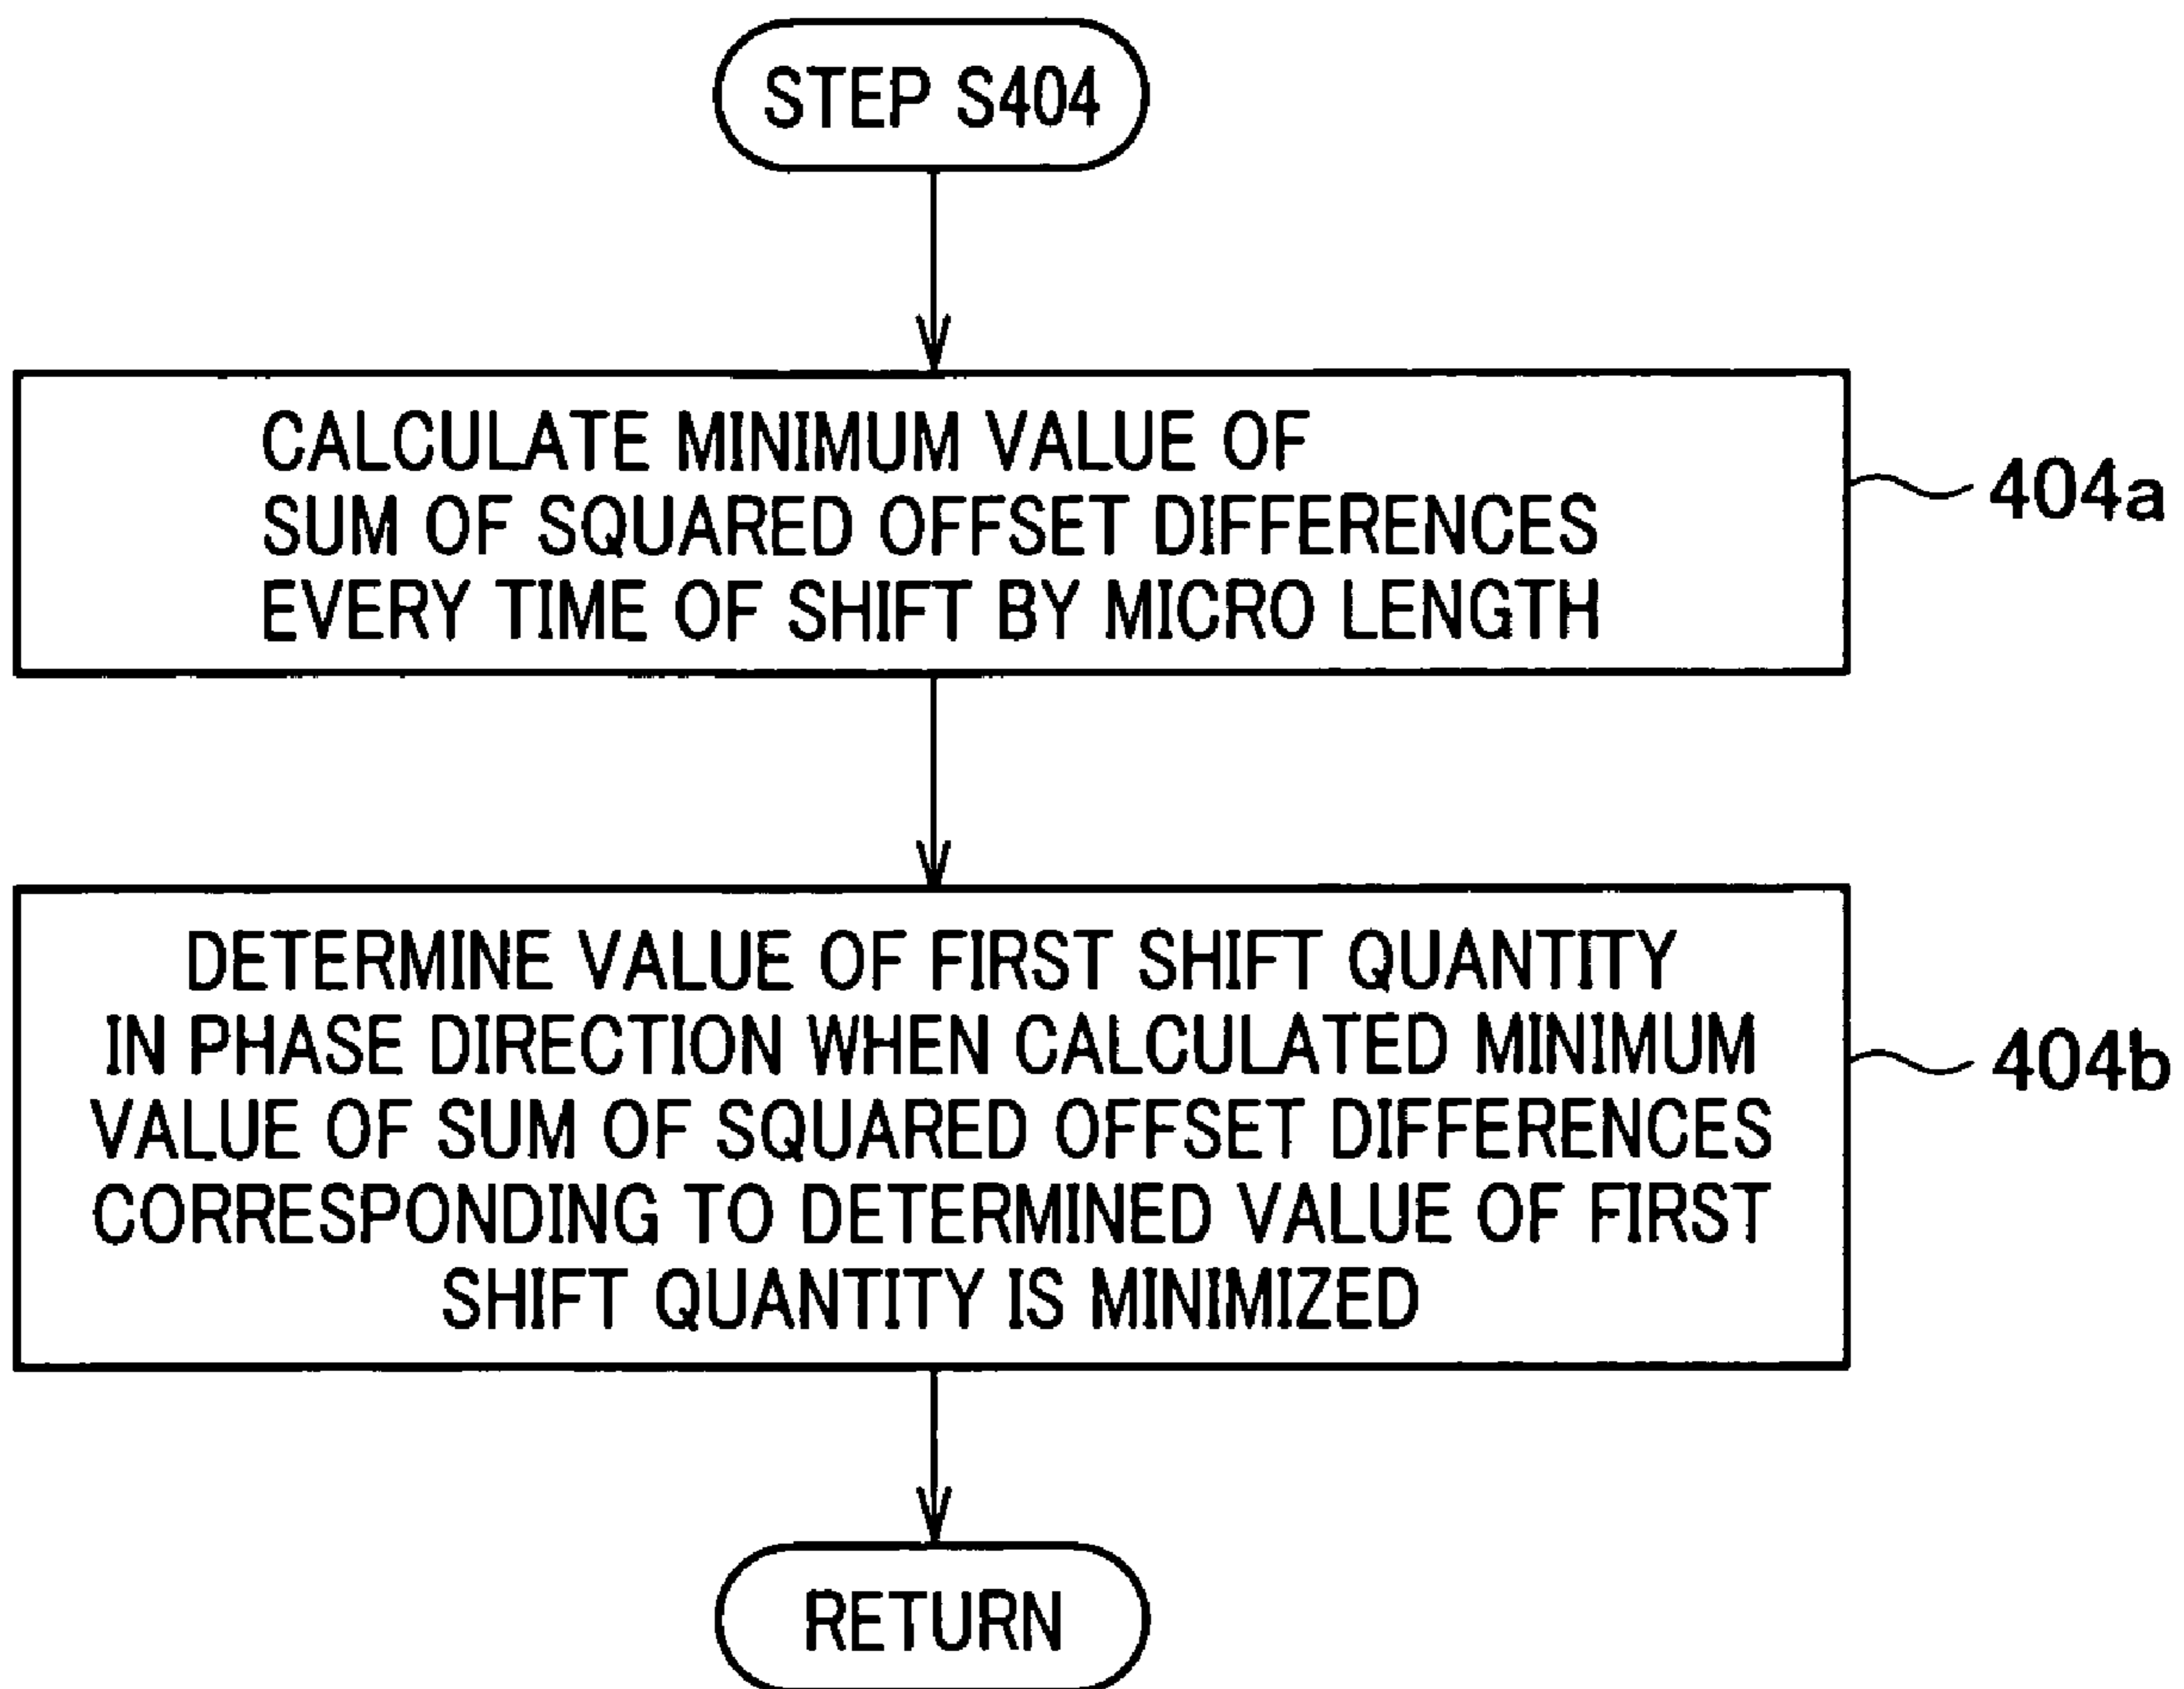 STEP S404
CALCULATE MINIMUM VALUE OF
SUM OF SQUARED OFFSET DIFFERENCES
EVERY TIME OF SHIFT BY MICRO LENGTH
404a
DETERMINE VALUE OF FIRST SHIFT QUANTITY
IN PHASE DIRECTION WHEN CALCULATED MINIMUM
VALUE OF SUM OF SQUARED OFFSET DIFFERENCES
CORRESPONDING TO DETERMINED VALUE OF FIRST
SHIFT QUANTITY IS MINIMIZED
404b
RETURN